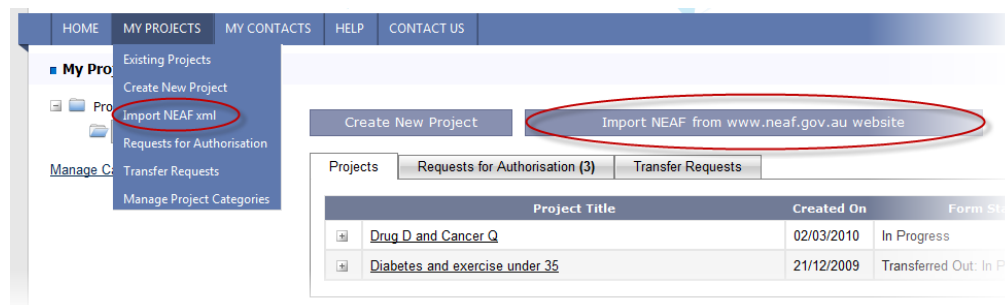 HOME MY PROJECTS MY CONTACTS HELP CONTACT US
Existing Projects
My Pro
Create New Project
Pro
Import NEAF xml
Create New Project Import NEAF from www.neaf.gov.au website
Requests for Authorisation
Manage C Transfer Requests
Projects Requests for Authorisation (3) Transfer Requests
Manage Project Categories
Project Title Created On Form Sta
Drug D and Cancer Q 02/03/2010 In Progress
Diabetes and exercise under 35 21/12/2009 Transferred Out: In P